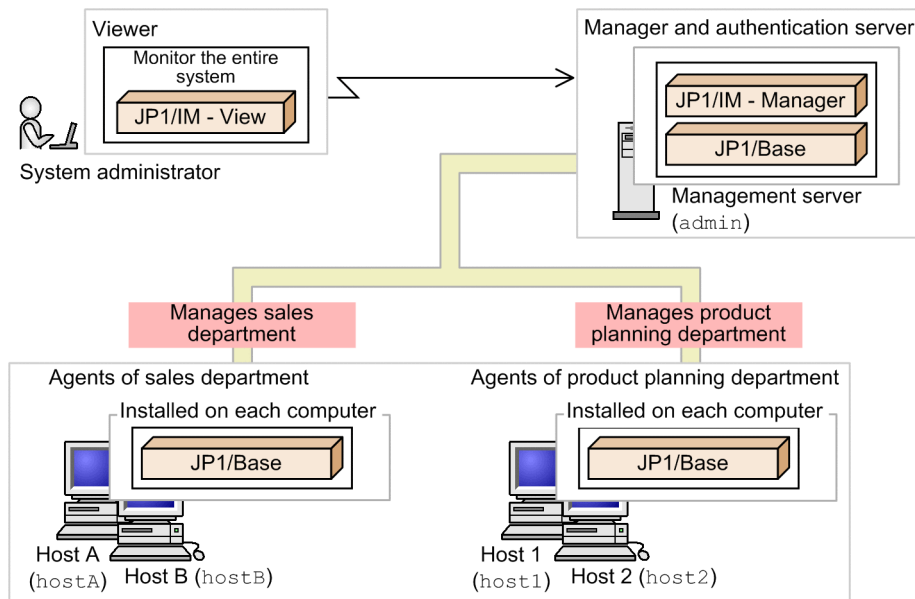 Viewer
Monitor the entire
system
JP1/IM - View
System administrator
Manager and authentication server
JP1/IM - Manager
JP1/Base
Management server
(admin)
Manages sales
department
Manages product
planning department
Agents of sales department
Installed on each computer
JP1/Base
Host A
(hostA)
Host B (hostB)
Agents of product planning department
Installed on each computer
JP1/Base
Host 1
(host1)
Host 2 (host2)